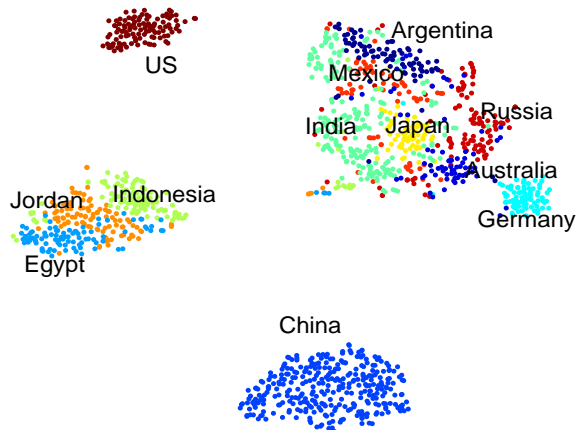 Argentina
US
Mexico
Russia
India
Japan
Australia
Jordan
Indonesia
Germany
Egypt
China